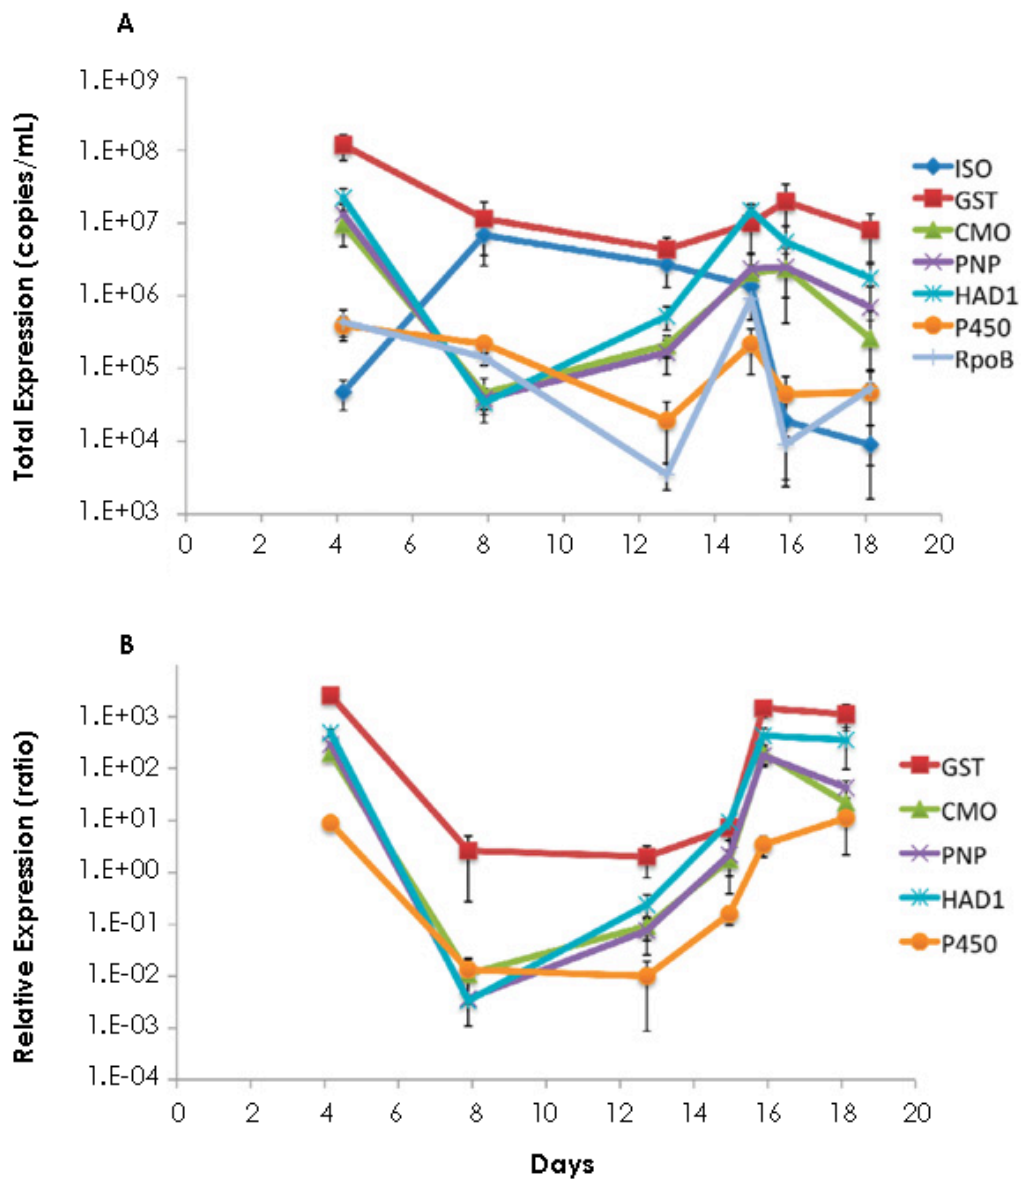 A
Total Expression (copies/mL)
1.E+09
1.E+08
1.E+07
1.E+06
1.E+05
1.E+04
1.E+03
0 2 4 6 8 10 12 14 16 18 20
ISO
GST
CMO
PNP
HAD1
P450
RpoB
B
Relative Expression (ratio)
1.E+03
1.E+02
1.E+01
1.E+00
1.E-01
1.E-02
1.E-03
1.E-04
0 2 4 6 8 10 12 14 16 18 20
GST
CMO
PNP
HAD1
P450
Days